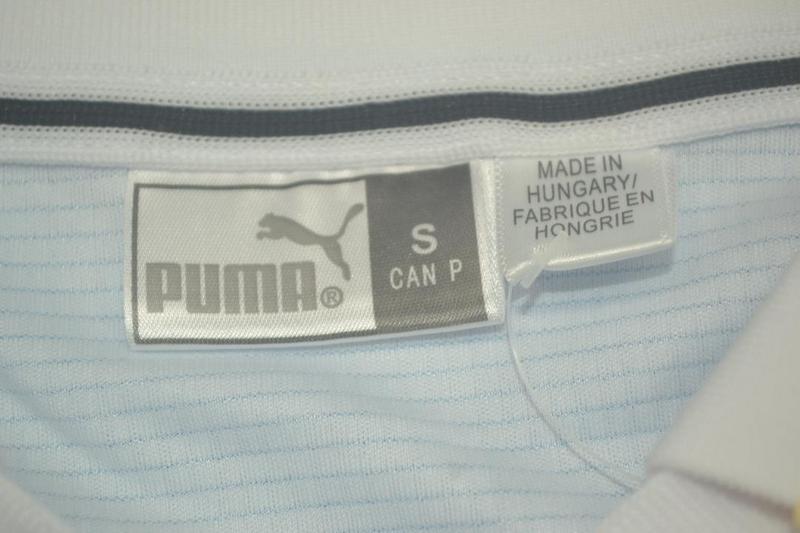 PUMA®
S
CAN P
MADE IN
HUNGARY/
FABRIQUE EN
HONGRIE